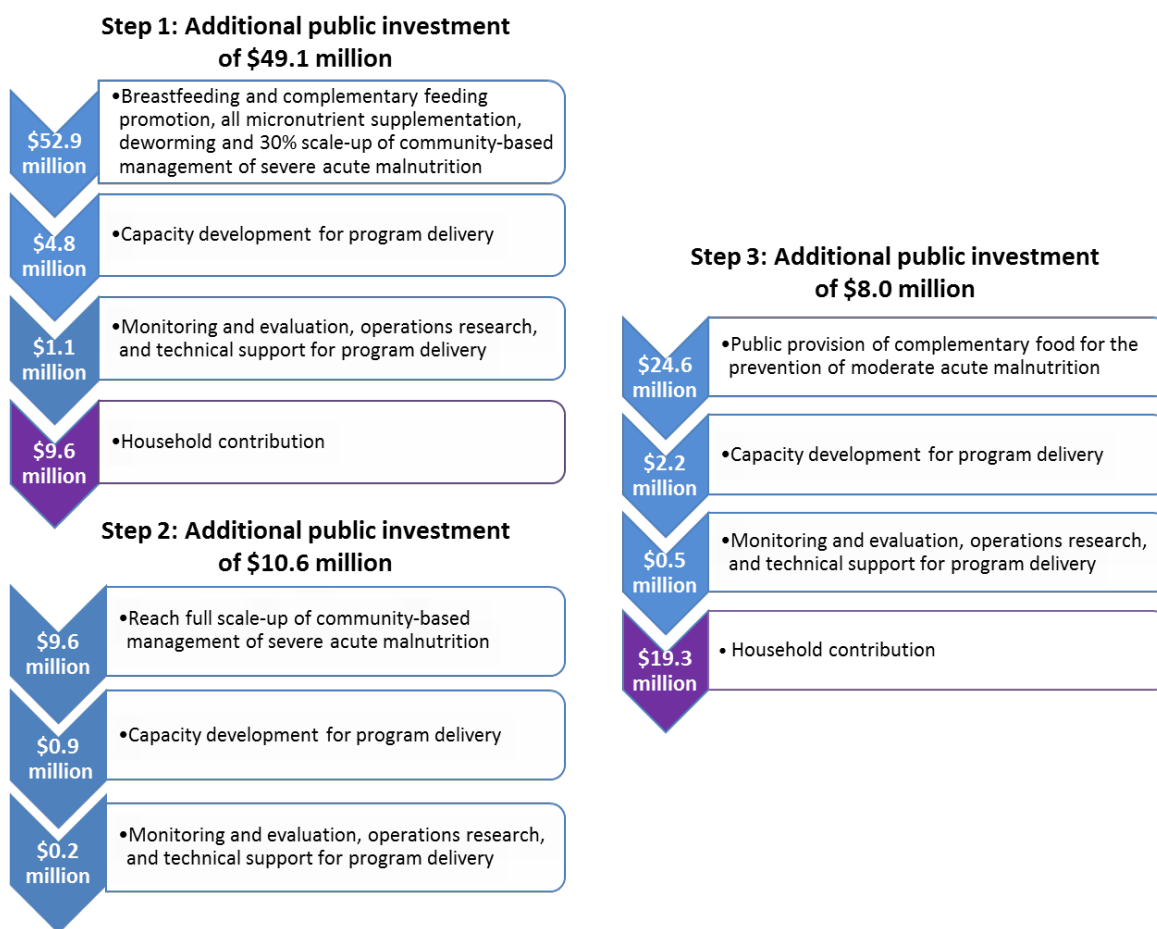 Step 1: Additional public investment
of $49.1 million
$52.9
million
•Breastfeeding and complementary feeding
promotion, all micronutrient supplementation,
deworming and 30% scale-up of community-based
management of severe acute malnutrition
$4.8
million
•Capacity development for program delivery
$1.1
million
•Monitoring and evaluation, operations research,
and technical support for program delivery
$9.6
million
•Household contribution
Step 2: Additional public investment
of $10.6 million
$9.6
million
•Reach full scale-up of community-based
management of severe acute malnutrition
$0.9
million
•Capacity development for program delivery
$0.2
million
•Monitoring and evaluation, operations research,
and technical support for program delivery
Step 3: Additional public investment
of $8.0 million
$24.6
million
•Public provision of complementary food for the
prevention of moderate acute malnutrition
$2.2
million
•Capacity development for program delivery
$0.5
million
•Monitoring and evaluation, operations research,
and technical support for program delivery
$19.3
million
• Household contribution